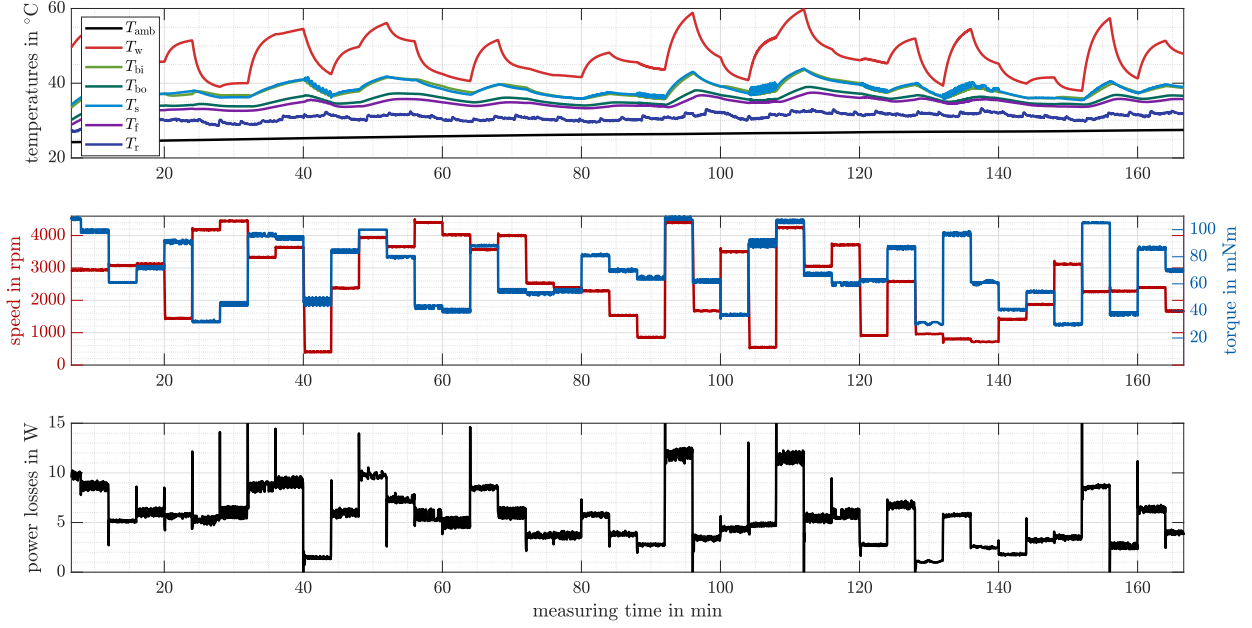 temperatures in °C
60
40
20
T_amb
T_w
T_bi
T_bo
T_s
T_f
T_r
20 40 60 80 100 120 140 160
speed in rpm
4000
3000
2000
1000
0
100
80
60
40
20
torque in mNm
20 40 60 80 100 120 140 160
power losses in W
15
10
5
0
20 40 60 80 100 120 140 160
measuring time in min